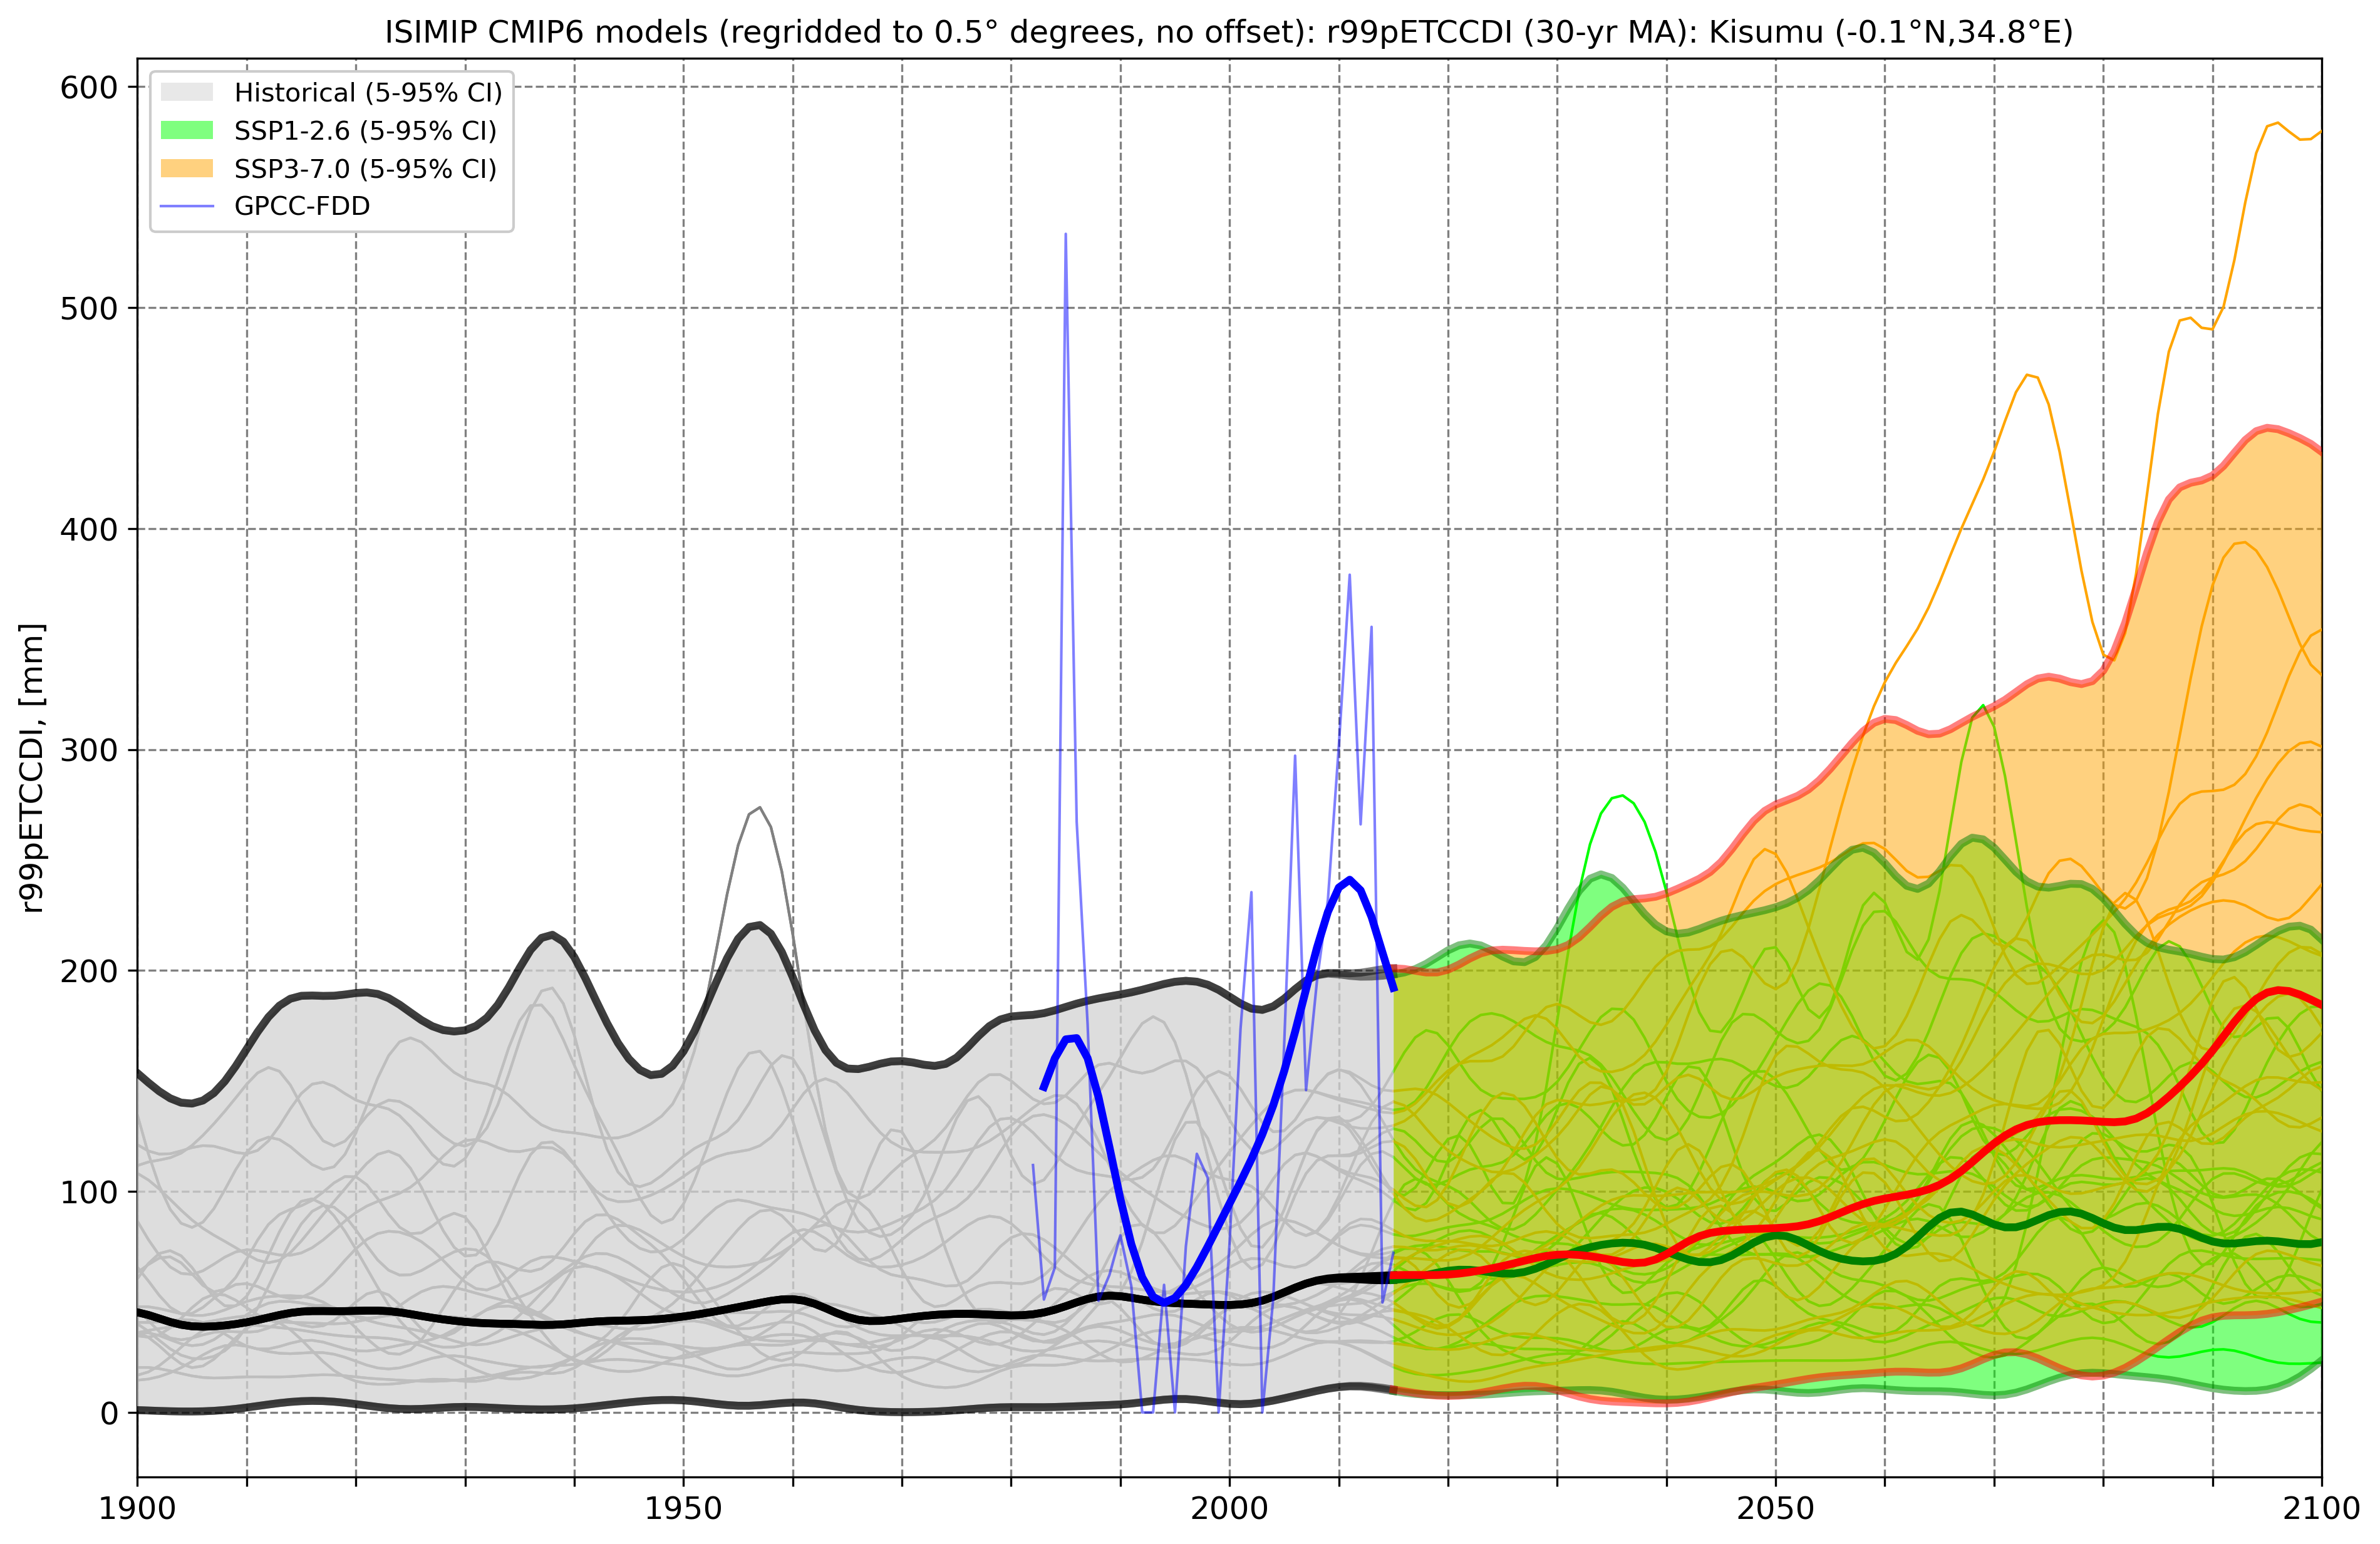 ISIMIP CMIP6 models (regridded to 0.5° degrees, no offset): r99pETCCDI (30-yr MA): Kisumu (-0.1°N,34.8°E)
Historical (5-95% CI)
SSP1-2.6 (5-95% CI)
SSP3-7.0 (5-95% CI)
GPCC-FDD
r99pETCCDI, [mm]
600
500
400
300
200
100
0
1900
1950
2000
2050
2100